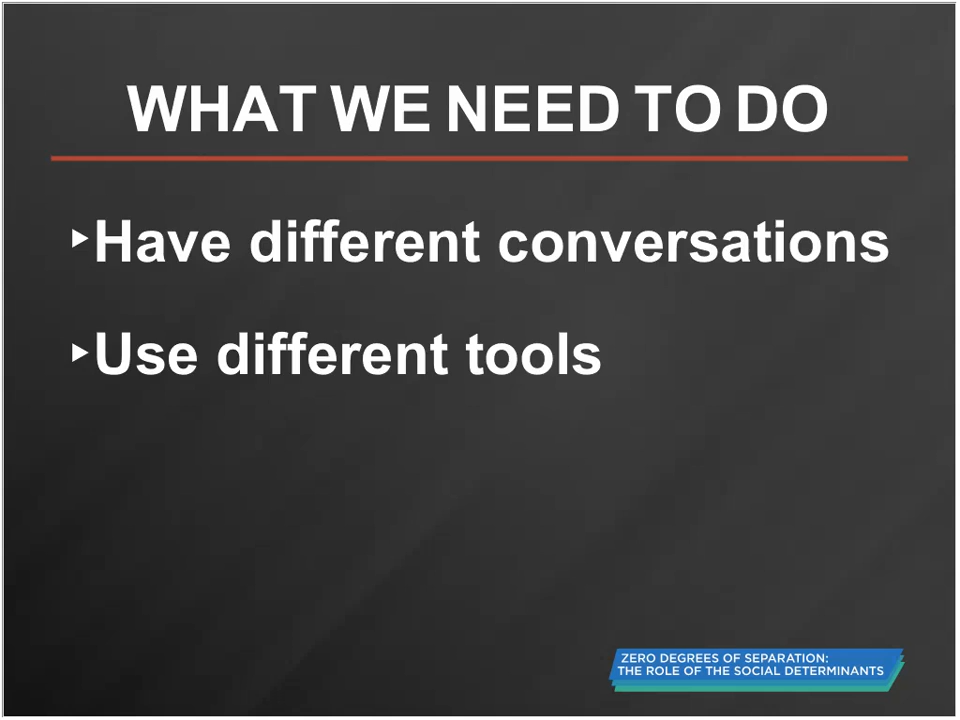 WHAT WE NEED TO DO
‣Have different conversations
‣Use different tools
ZERO DEGREES OF SEPARATION:
THE ROLE OF THE SOCIAL DETERMINANTS